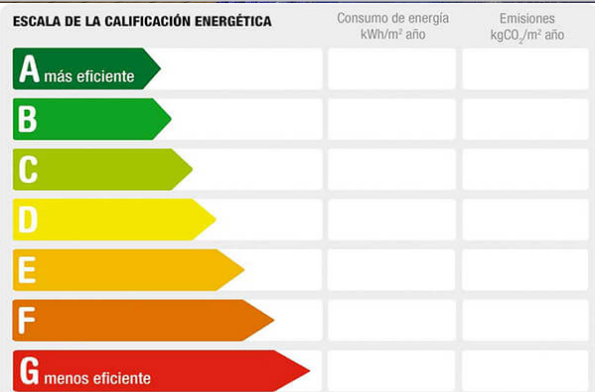 ESCALA DE LA CALIFICACIÓN ENERGÉTICA
Consumo de energía
kWh/m² año
Emisiones
kgCO₂/m² año
A más eficiente
B
C
D
E
F
G menos eficiente